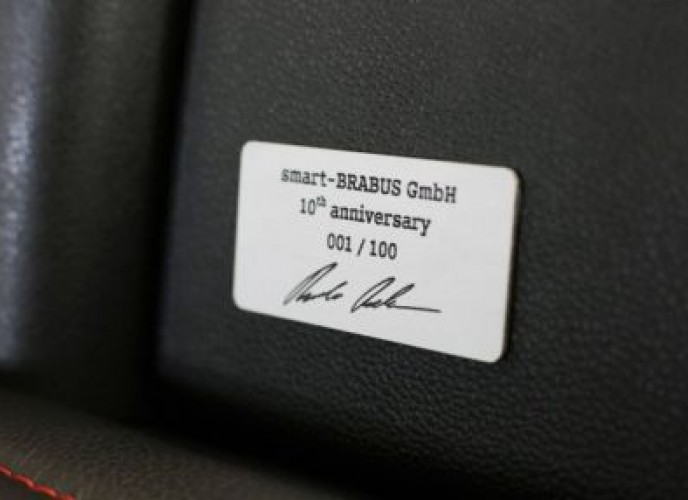 smart-BRABUS GmbH
10th anniversary
001 / 100